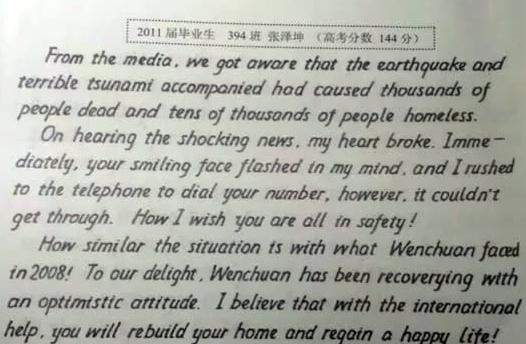 2011 届毕业生 394 班 张泽坤 （高考分数 144 分）
From the media, we got aware that the earthquake and
terrible tsunami accompanied had caused thousands of
people dead and tens of thousands of people homeless.
On hearing the shocking news, my heart broke. Imme-
diately, your smiling face flashed in my mind, and I rushed
to the telephone to dial your number, however, it couldn't
get through. How I wish you are all in safety!
How similar the situation is with what Wenchuan faced
in 2008! To our delight, Wenchuan has been recoverying with
an optimistic attitude. I believe that with the international
help, you will rebuild your home and regain a happy life!